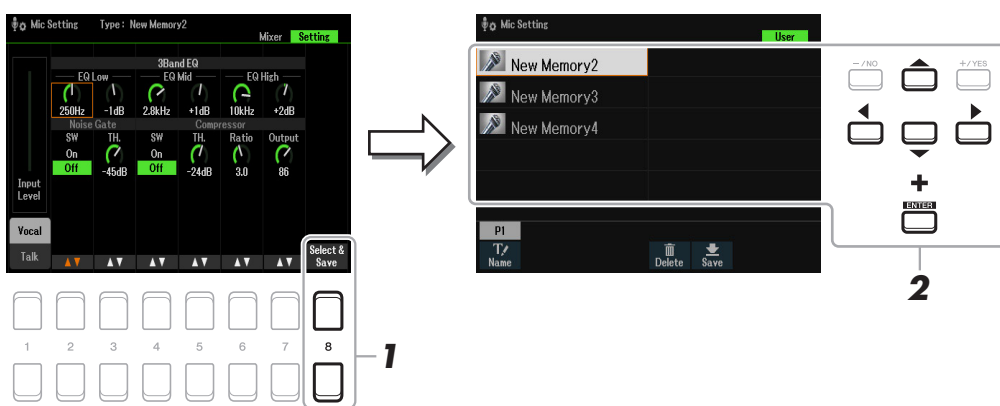 Mic Setting Type : New Memory2
Mixer Setting
3Band EQ
EQ Low EQ Mid EQ High
250Hz -1dB 2.8kHz +1dB 10kHz +2dB
Noise Gate Compressor
SW TH. SW TH. Ratio Output
On On
Off -45dB Off -24dB 3.0 86
Input
Level
Vocal
Talk
Select &
Save
1 2 3 4 5 6 7 8
1
Mic Setting
User
New Memory2
New Memory3
New Memory4
P1
Name Delete Save
-/NO +/YES
+
ENTER
2